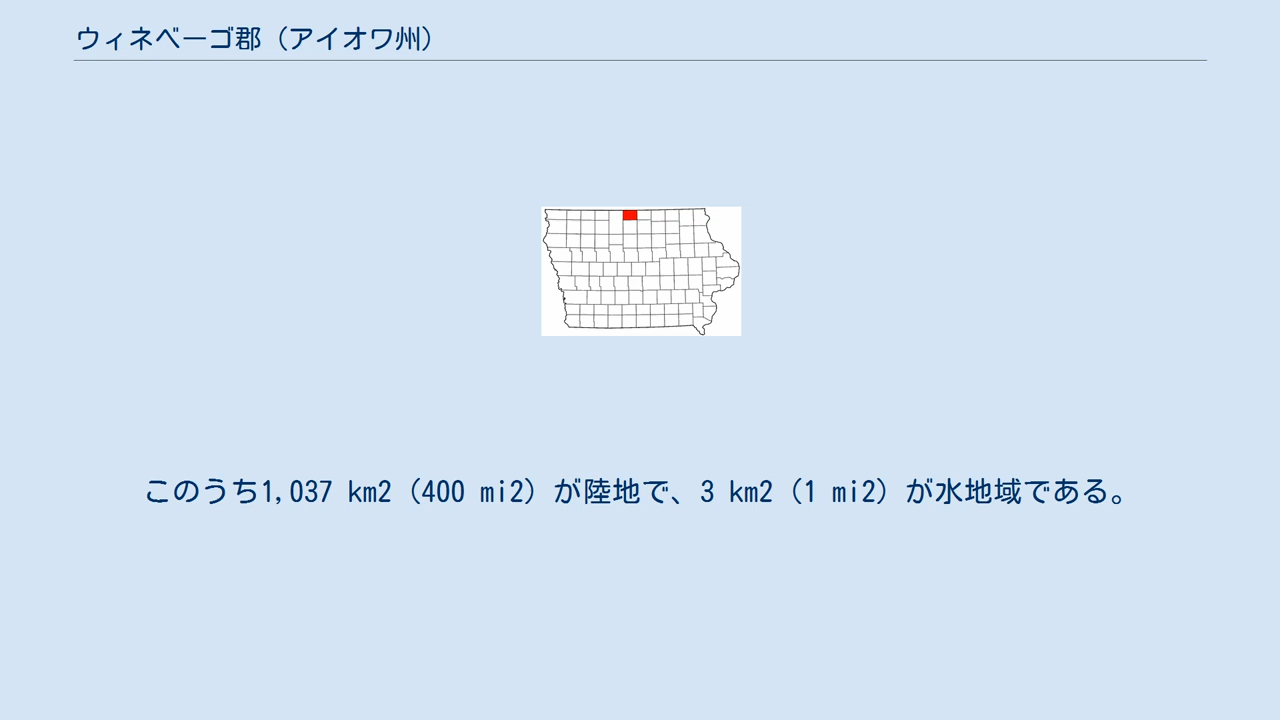 ウィネベーゴ郡（アイオワ州）
このうち1,037 km2（400 mi2）が陸地で、3 km2（1 mi2）が水地域である。